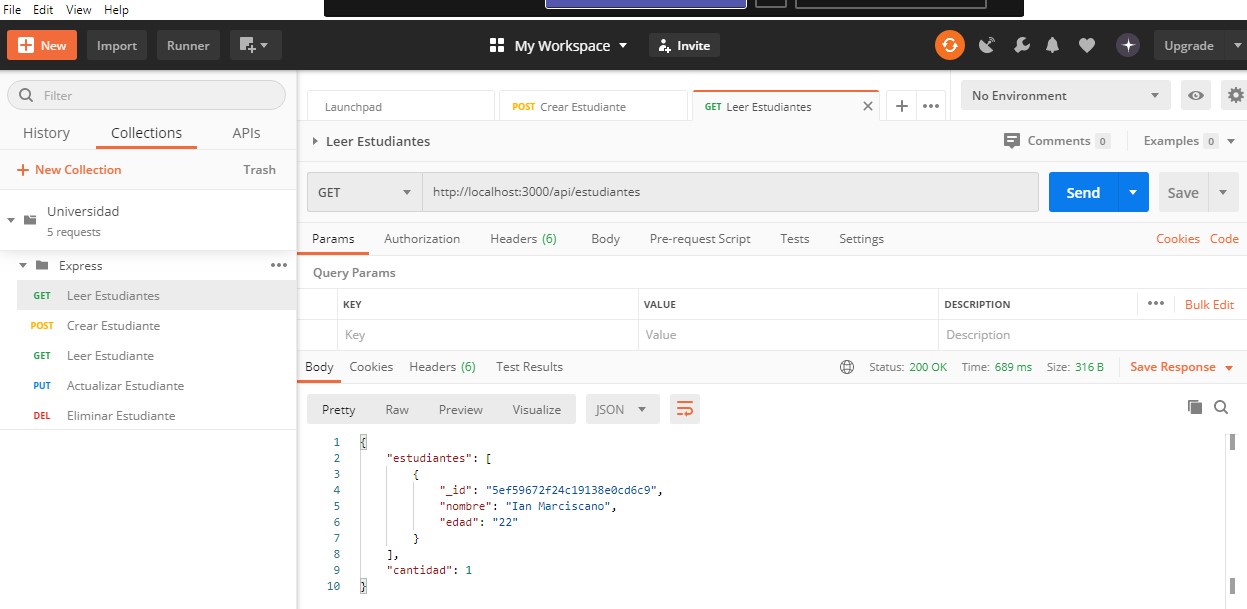 File Edit View Help
New Import Runner My Workspace Invite Upgrade
Filter
History Collections APIs
New Collection Trash
Universidad
5 requests
Express
GET Leer Estudiantes
POST Crear Estudiante
GET Leer Estudiante
PUT Actualizar Estudiante
DEL Eliminar Estudiante
Launchpad POST Crear Estudiante GET Leer Estudiantes No Environment
Leer Estudiantes Comments 0 Examples 0
GET http://localhost:3000/api/estudiantes Send Save
Params Authorization Headers (6) Body Pre-request Script Tests Settings Cookies Code
Query Params
KEY VALUE DESCRIPTION Bulk Edit
Key Value Description
Body Cookies Headers (6) Test Results Status: 200 OK Time: 689 ms Size: 316 B Save Response
Pretty Raw Preview Visualize JSON
1 {
2 "estudiantes": [
3 {
4 "_id": "5ef59672f24c19138e0cd6c9",
5 "nombre": "Ian Marciscano",
6 "edad": "22"
7 }
8 ],
9 "cantidad": 1
10 }